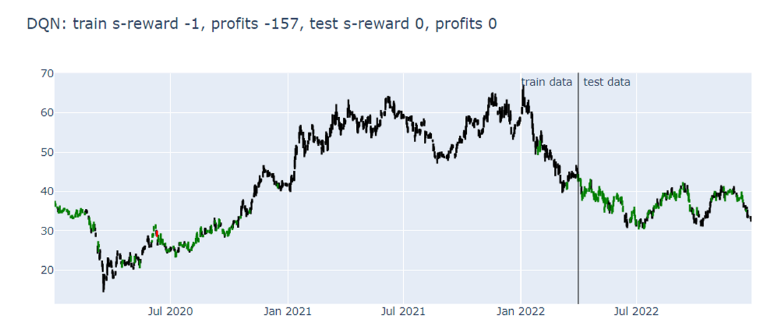 DQN: train s-reward -1, profits -157, test s-reward 0, profits 0
70
train data
test data
60
50
40
30
20
Jul 2020
Jan 2021
Jul 2021
Jan 2022
Jul 2022